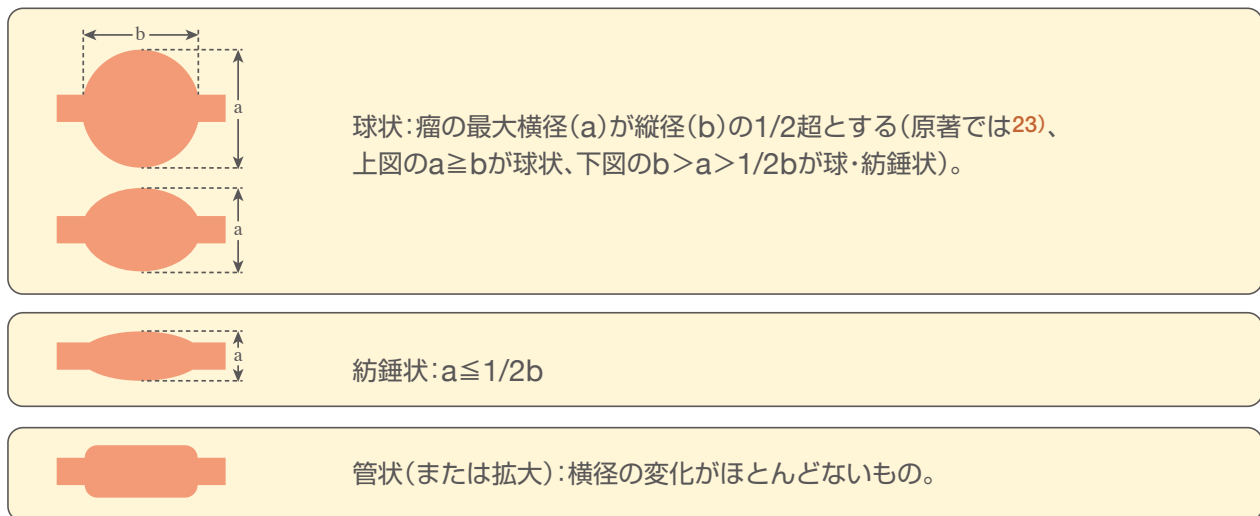 b
a
球状：瘤の最大横径（a）が縦径（b）の1/2超とする（原著では23）、
上図のa≧bが球状、下図のb＞a＞1/2bが球・紡錘状）。
a
a
紡錘状：a≦1/2b
管状（または拡大）：横径の変化がほとんどないもの。